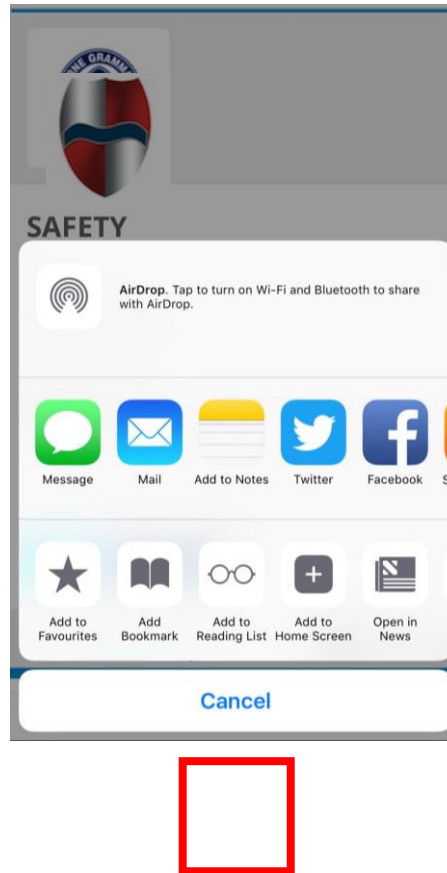 NE GRAMM
SAFETY
AirDrop. Tap to turn on Wi-Fi and Bluetooth to share
with AirDrop.
Message Mail Add to Notes Twitter Facebook S
Add to Add Add to Add to Open in
Favourites Bookmark Reading List Home Screen News
Cancel